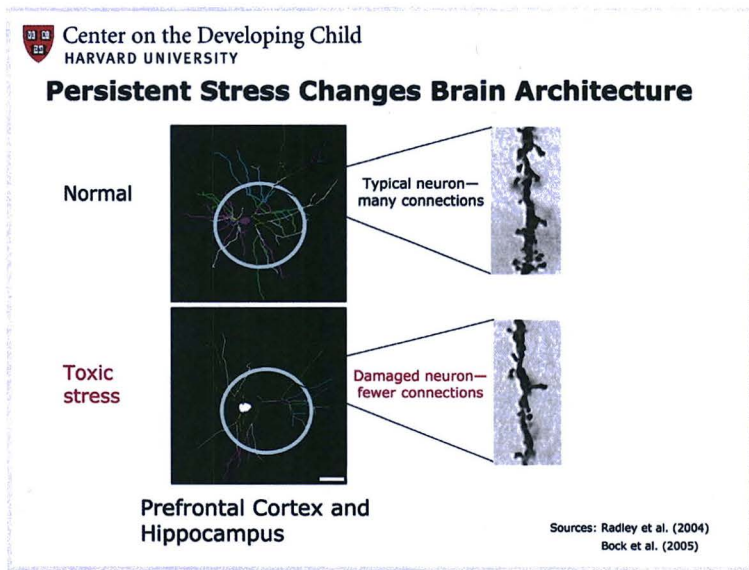 Center on the Developing Child
HARVARD UNIVERSITY
Persistent Stress Changes Brain Architecture
Normal
Typical neuron—
many connections
Toxic
stress
Damaged neuron—
fewer connections
Prefrontal Cortex and
Hippocampus
Sources: Radley et al. (2004)
Bock et al. (2005)